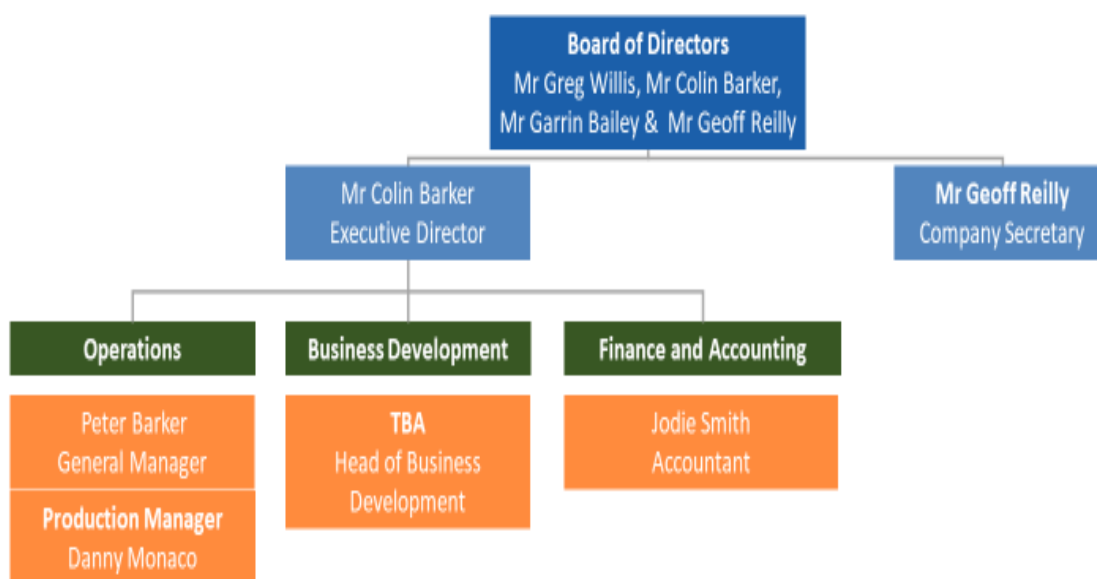 Board of Directors
Mr Greg Willis, Mr Colin Barker,
Mr Garrin Bailey & Mr Geoff Reilly
Mr Colin Barker
Executive Director
Mr Geoff Reilly
Company Secretary
Operations
Business Development
Finance and Accounting
Peter Barker
General Manager
Production Manager
Danny Monaco
TBA
Head of Business
Development
Jodie Smith
Accountant